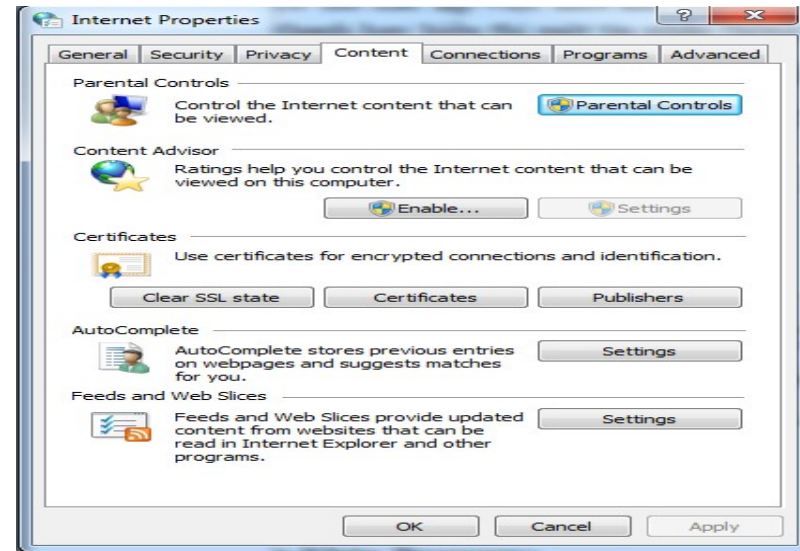 Internet Properties
?
General Security Privacy Content Connections Programs Advanced
Parental Controls
Control the Internet content that can
be viewed.
Parental Controls
Content Advisor
Ratings help you control the Internet content that can be
viewed on this computer.
Enable... Settings
Certificates
Use certificates for encrypted connections and identification.
Clear SSL state Certificates Publishers
AutoComplete
AutoComplete stores previous entries
on webpages and suggests matches
for you.
Settings
Feeds and Web Slices
Feeds and Web Slices provide updated
content from websites that can be
read in Internet Explorer and other
programs.
Settings
OK Cancel Apply